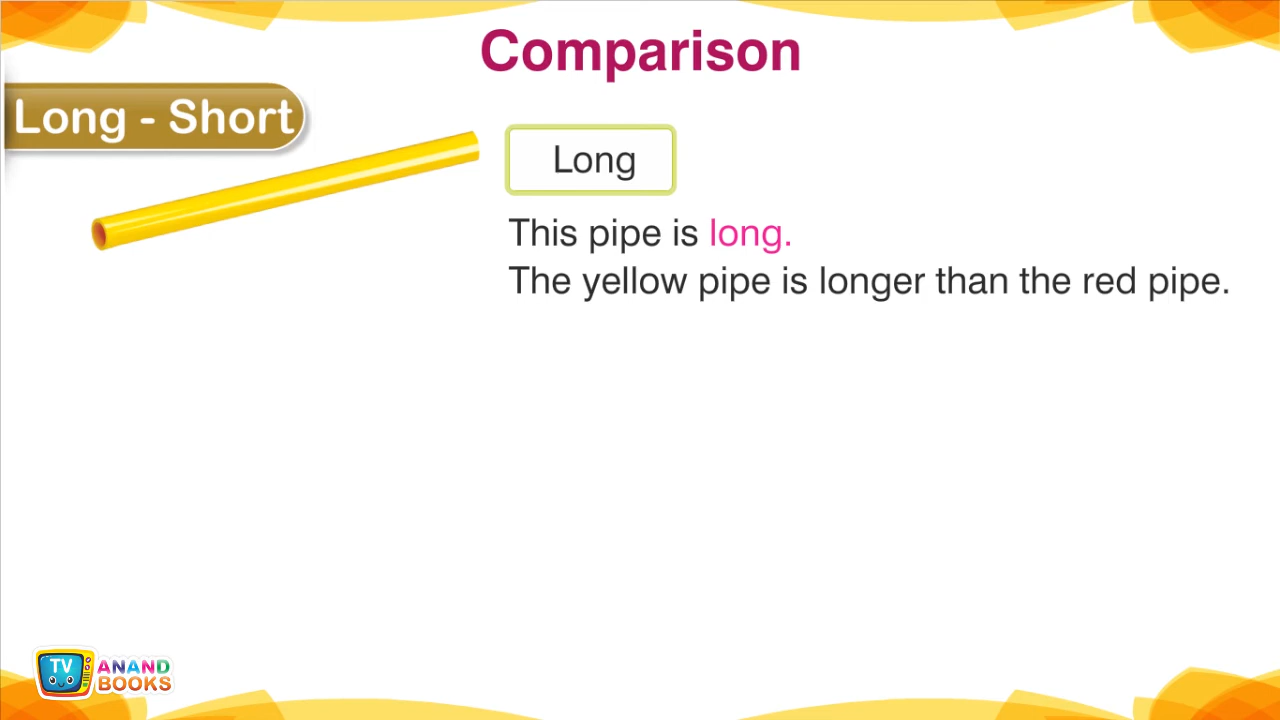 Comparison
Long - Short
Long
This pipe is long.
The yellow pipe is longer than the red pipe.
TV
ANAND
BOOKS